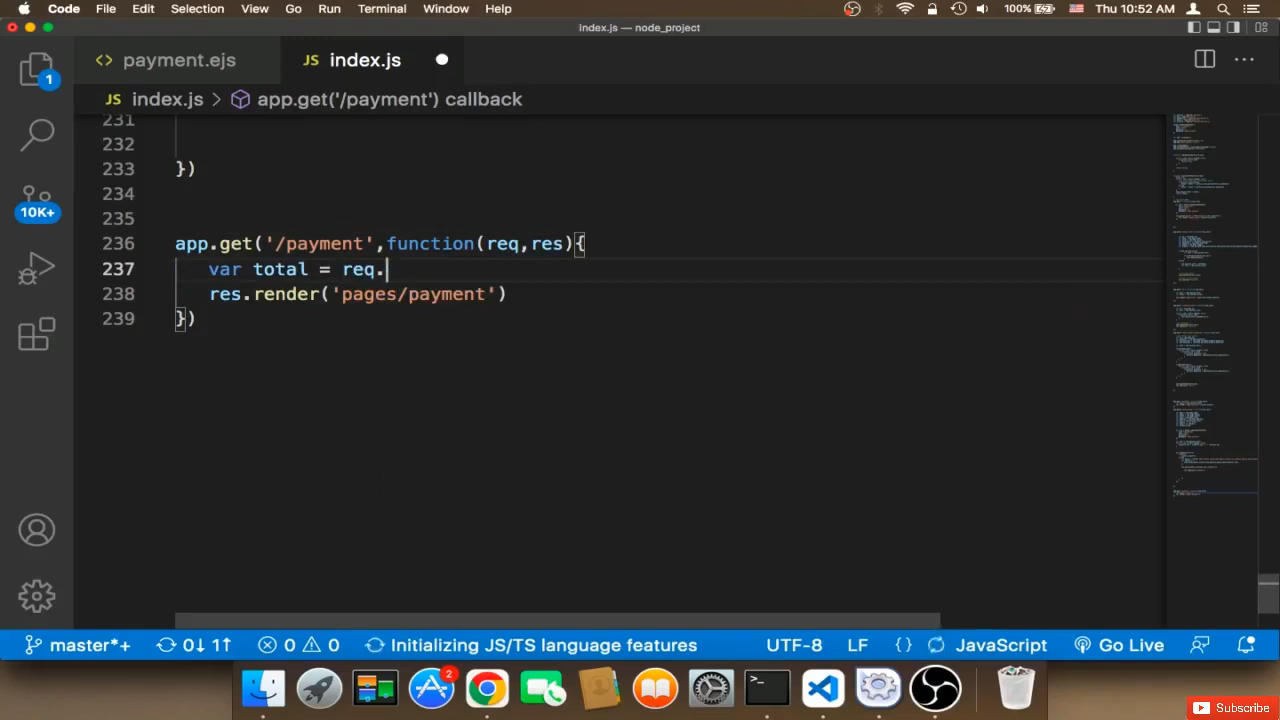 Code File Edit Selection View Go Run Terminal Window Help 100% Thu 10:52 AM
index.js — node_project
payment.ejs JS index.js
1
JS index.js > app.get('/payment') callback
231
232
233 })
234
235
10K+
236 app.get('/payment',function(req,res){
237 var total = req.
238 res.render('pages/payment')
239 })
master*+ 0↓ 1↑ 0 0 Initializing JS/TS language features UTF-8 LF {} JavaScript Go Live
2
>_
Subscribe